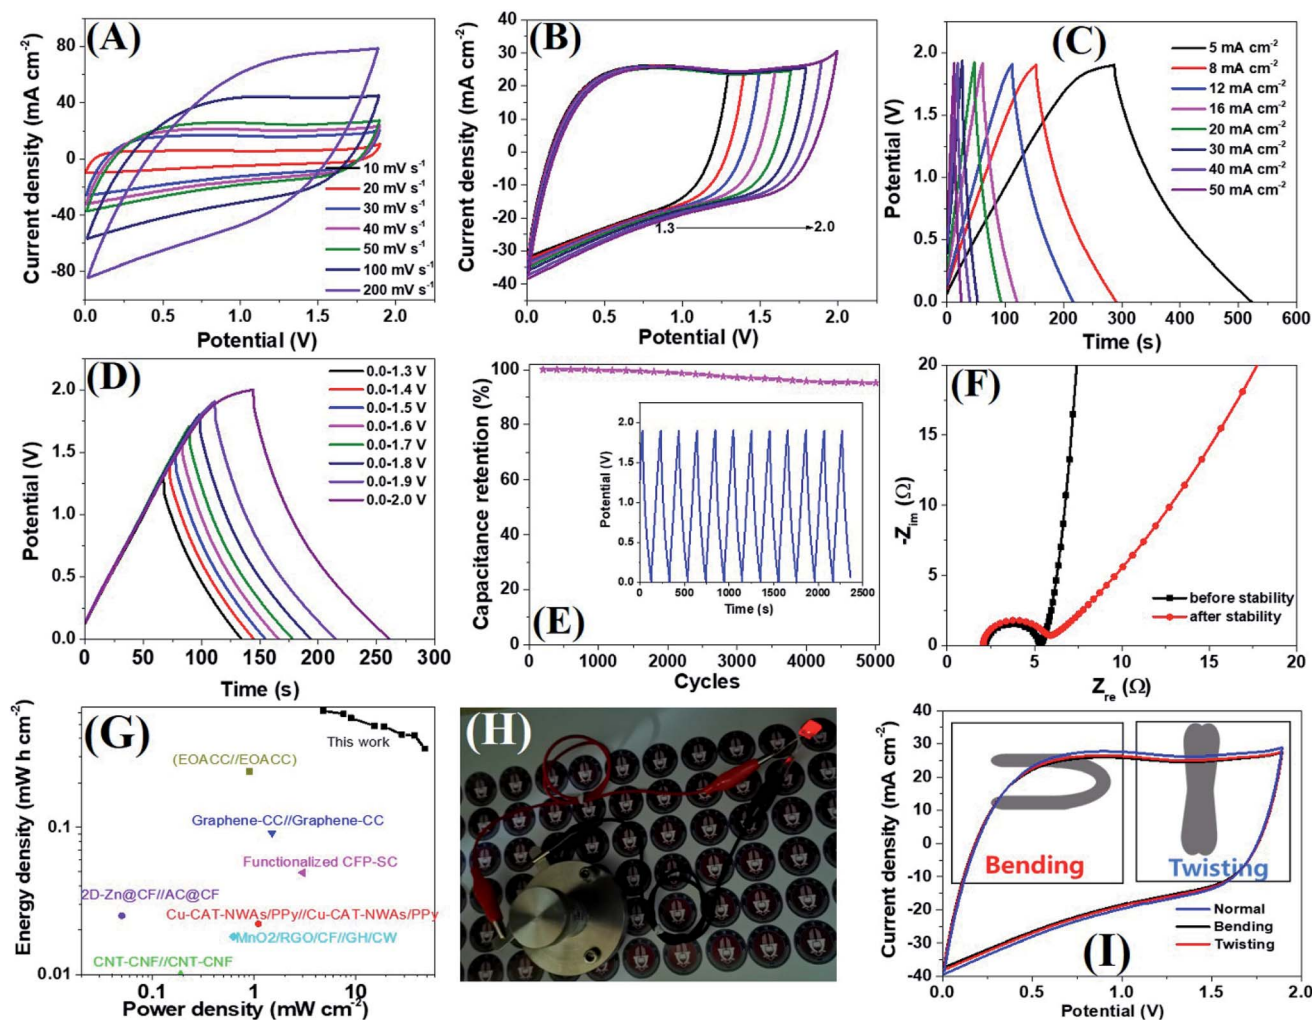 (A)
Current density (mA cm⁻²)
80
40
0
-40
-80
10 mV s⁻¹
20 mV s⁻¹
30 mV s⁻¹
40 mV s⁻¹
50 mV s⁻¹
100 mV s⁻¹
200 mV s⁻¹
0.0 0.5 1.0 1.5 2.0
Potential (V)
(B)
Current density (mA cm⁻²)
40
30
20
10
0
-10
-20
-30
-40
1.3
2.0
0.0 0.5 1.0 1.5 2.0
Potential (V)
(C)
Potential (V)
2.0
1.5
1.0
0.5
0.0
5 mA cm⁻²
8 mA cm⁻²
12 mA cm⁻²
16 mA cm⁻²
20 mA cm⁻²
30 mA cm⁻²
40 mA cm⁻²
50 mA cm⁻²
0 100 200 300 400 500 600
Time (s)
(D)
Potential (V)
2.0
1.5
1.0
0.5
0.0
0.0-1.3 V
0.0-1.4 V
0.0-1.5 V
0.0-1.6 V
0.0-1.7 V
0.0-1.8 V
0.0-1.9 V
0.0-2.0 V
0 50 100 150 200 250 300
Time (s)
(E)
Capacitance retention (%)
100
80
60
40
20
0
Potential (V)
2.0
1.5
1.0
0.5
0.0
0 500 1000 1500 2000 2500
Time (s)
0 1000 2000 3000 4000 5000
Cycles
(F)
-Z_im (Ω)
20
15
10
5
0
before stability
after stability
0 5 10 15 20
Z_re (Ω)
(G)
Energy density (mW h cm⁻²)
0.1
0.01
This work
(EOACC//EOACC)
Graphene-CC//Graphene-CC
Functionalized CFP-SC
2D-Zn@CF//AC@CF
Cu-CAT-NWAs/PPy//Cu-CAT-NWAs/PPy
MnO2/RGO/CF//GH/CW
CNT-CNF//CNT-CNF
0.1 1 10
Power density (mW cm⁻²)
(H)
(I)
Current density (mA cm⁻²)
40
30
20
10
0
-10
-20
-30
-40
Bending
Twisting
Normal
Bending
Twisting
0.0 0.5 1.0 1.5 2.0
Potential (V)